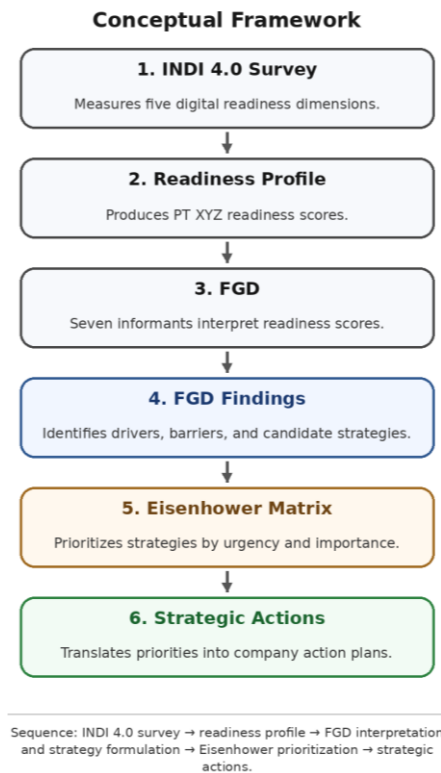 Conceptual Framework
1. INDI 4.0 Survey
Measures five digital readiness dimensions.
2. Readiness Profile
Produces PT XYZ readiness scores.
3. FGD
Seven informants interpret readiness scores.
4. FGD Findings
Identifies drivers, barriers, and candidate strategies.
5. Eisenhower Matrix
Prioritizes strategies by urgency and importance.
6. Strategic Actions
Translates priorities into company action plans.
Sequence: INDI 4.0 survey → readiness profile → FGD interpretation
and strategy formulation → Eisenhower prioritization → strategic
actions.